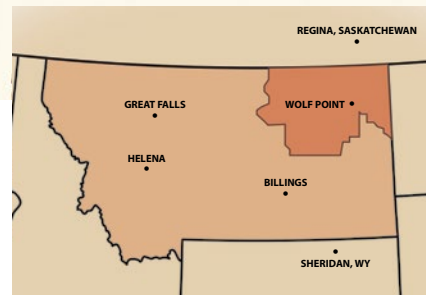 REGINA, SASKATCHEWAN
GREAT FALLS
WOLF POINT
HELENA
BILLINGS
SHERIDAN, WY